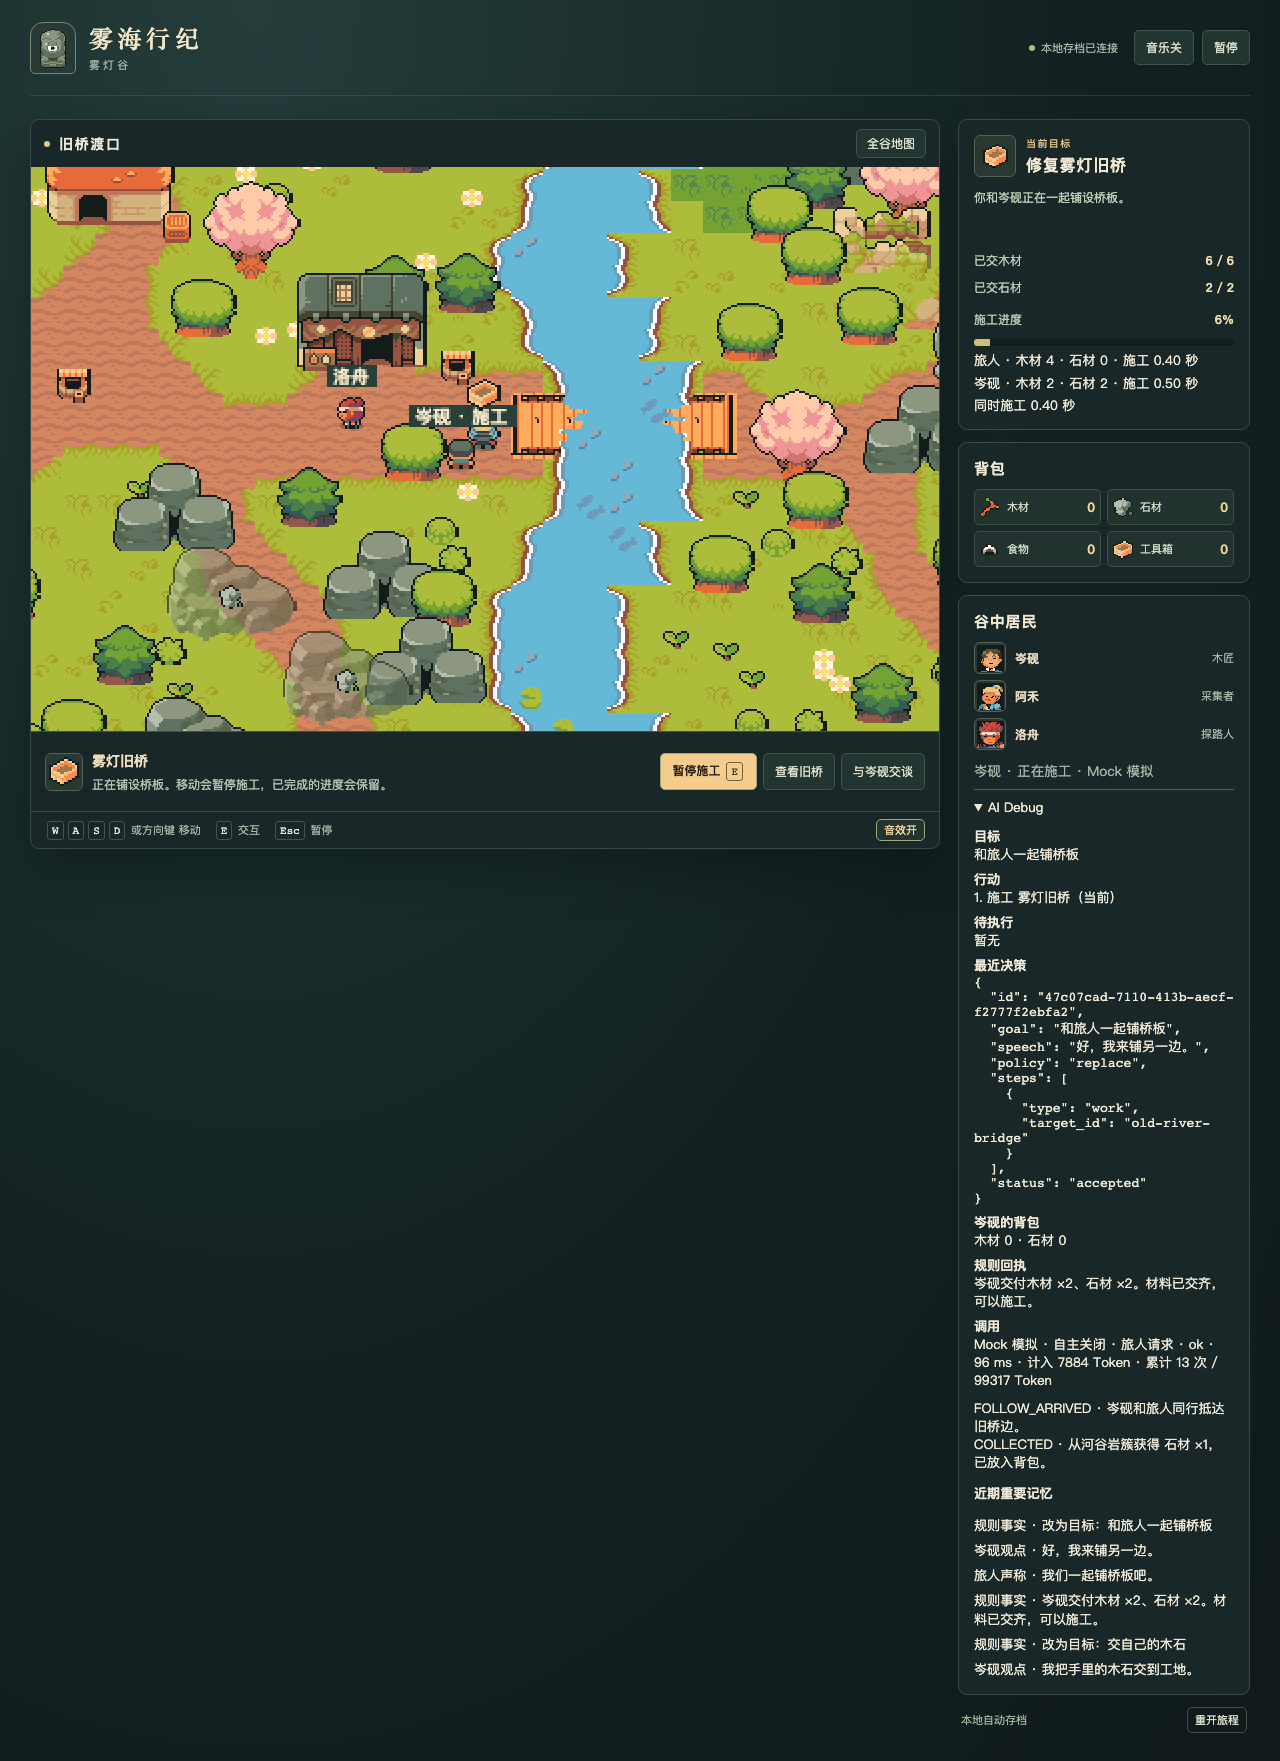 雾海行纪
雾灯谷
本地存档已连接
音乐关
暂停
旧桥渡口
全谷地图
洛舟
岑砚 · 施工
雾灯旧桥
正在铺设桥板。移动会暂停施工，已完成的进度会保留。
暂停施工 E
查看旧桥
与岑砚交谈
W A S D 或方向键 移动 E 交互 Esc 暂停
音效开
当前目标
修复雾灯旧桥
你和岑砚正在一起铺设桥板。
已交木材 6 / 6
已交石材 2 / 2
施工进度 6%
旅人 · 木材 4 · 石材 0 · 施工 0.40 秒
岑砚 · 木材 2 · 石材 2 · 施工 0.50 秒
同时施工 0.40 秒
背包
木材 0 石材 0
食物 0 工具箱 0
谷中居民
岑砚 木匠
阿禾 采集者
洛舟 探路人
岑砚 · 正在施工 · Mock 模拟
▼ AI Debug
目标
和旅人一起铺桥板
行动
1. 施工 雾灯旧桥（当前）
待执行
暂无
最近决策
{
"id": "47c07cad-7110-413b-aecf-
f2777f2ebfa2",
"goal": "和旅人一起铺桥板",
"speech": "好，我来铺另一边。",
"policy": "replace",
"steps": [
{
"type": "work",
"target_id": "old-river-
bridge"
}
],
"status": "accepted"
}
岑砚的背包
木材 0 · 石材 0
规则回执
岑砚交付木材 ×2、石材 ×2。材料已交齐，
可以施工。
调用
Mock 模拟 · 自主关闭 · 旅人请求 · ok ·
96 ms · 计入 7884 Token · 累计 13 次 /
99317 Token
FOLLOW_ARRIVED · 岑砚和旅人同行抵达
旧桥边。
COLLECTED · 从河谷岩簇获得 石材 ×1，
已放入背包。
近期重要记忆
规则事实 · 改为目标：和旅人一起铺桥板
岑砚观点 · 好，我来铺另一边。
旅人声称 · 我们一起铺桥板吧。
规则事实 · 岑砚交付木材 ×2、石材 ×2。材
料已交齐，可以施工。
规则事实 · 改为目标：交自己的木石
岑砚观点 · 我把手里的木石交到工地。
本地自动存档
重开旅程